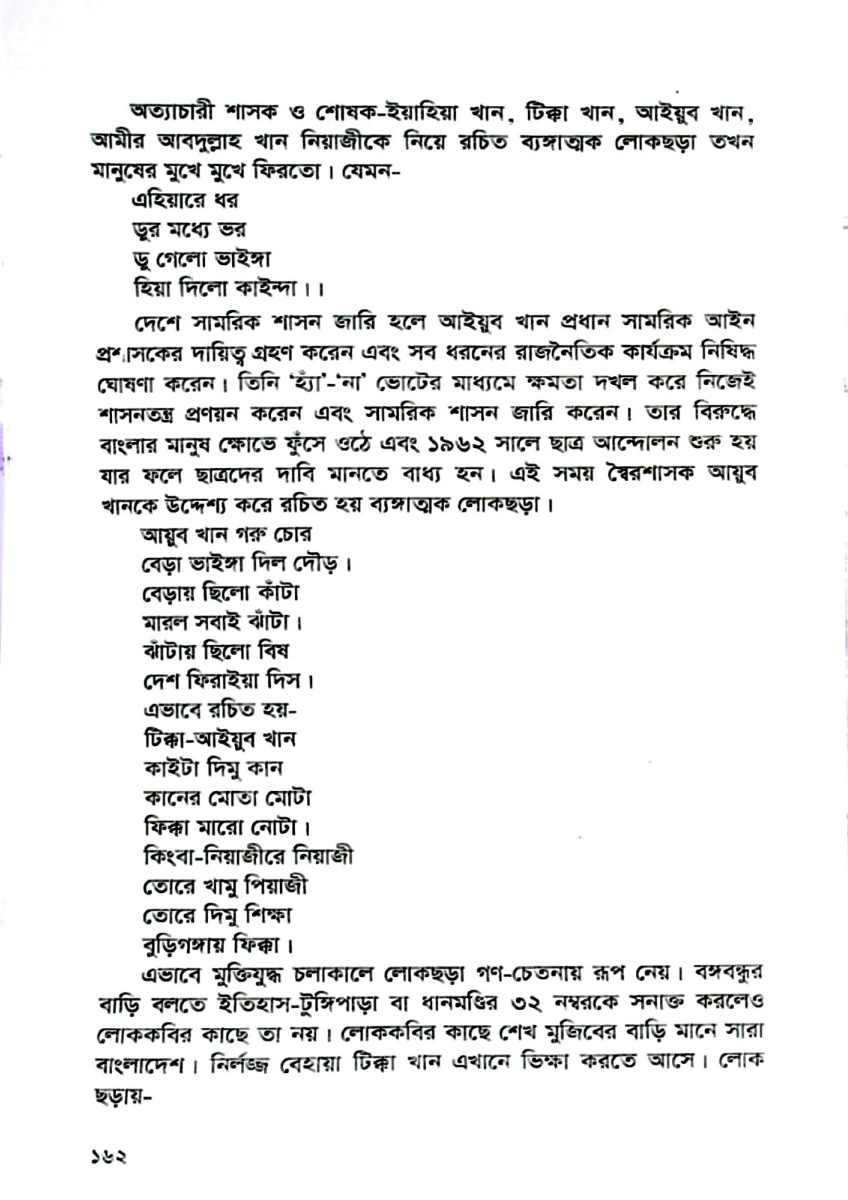 অত্যাচারী শাসক ও শোষক-ইয়াহিয়া খান, টিক্কা খান, আইয়ুব খান,
আমীর আবদুল্লাহ খান নিয়াজীকে নিয়ে রচিত ব্যঙ্গাত্মক লোকছড়া তখন
মানুষের মুখে মুখে ফিরতো। যেমন-
এহিয়ারে ধর
ডুর মধ্যে ভর
ডু গেলো ভাইঙ্গা
হিয়া দিলো কাইন্দা।।
দেশে সামরিক শাসন জারি হলে আইয়ুব খান প্রধান সামরিক আইন
প্রশাসকের দায়িত্ব গ্রহণ করেন এবং সব ধরনের রাজনৈতিক কার্যক্রম নিষিদ্ধ
ঘোষণা করেন। তিনি ‘হ্যাঁ’-‘না’ ভোটের মাধ্যমে ক্ষমতা দখল করে নিজেই
শাসনতন্ত্র প্রণয়ন করেন এবং সামরিক শাসন জারি করেন। তার বিরুদ্ধে
বাংলার মানুষ ক্ষোভে ফুঁসে ওঠে এবং ১৯৬২ সালে ছাত্র আন্দোলন শুরু হয়
যার ফলে ছাত্রদের দাবি মানতে বাধ্য হন। এই সময় স্বৈরশাসক আয়ুব
খানকে উদ্দেশ্য করে রচিত হয় ব্যঙ্গাত্মক লোকছড়া।
আয়ুব খান গরু চোর
বেড়া ভাইঙ্গা দিল দৌড়।
বেড়ায় ছিলো কাঁটা
মারল সবাই ঝাঁটা।
ঝাঁটায় ছিলো বিষ
দেশ ফিরাইয়া দিস।
এভাবে রচিত হয়-
টিক্কা-আইয়ুব খান
কাইটা দিমু কান
কানের মোতা মোটা
ফিক্কা মারো নোটা।
কিংবা-নিয়াজীরে নিয়াজী
তোরে খামু পিয়াজী
তোরে দিমু শিক্ষা
বুড়িগঙ্গায় ফিক্কা।
এভাবে মুক্তিযুদ্ধ চলাকালে লোকছড়া গণ-চেতনায় রূপ নেয়। বঙ্গবন্ধুর
বাড়ি বলতে ইতিহাস-টুঙ্গিপাড়া বা ধানমণ্ডির ৩২ নম্বরকে সনাক্ত করলেও
লোককবির কাছে তা নয়। লোককবির কাছে শেখ মুজিবের বাড়ি মানে সারা
বাংলাদেশ। নির্লজ্জ বেহায়া টিক্কা খান এখানে ভিক্ষা করতে আসে। লোক
ছড়ায়-
১৬২